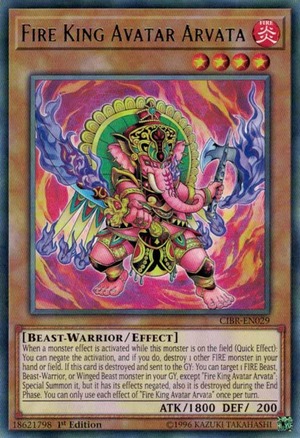 FIRE KING AVATAR ARVATA
FIRE
炎
CIBR-EN029
[BEAST-WARRIOR/EFFECT]
When a monster effect is activated while this monster is on the field (Quick Effect):
You can negate the activation, and if you do, destroy 1 other FIRE monster in your
hand or field. If this card is destroyed and sent to the GY: You can target 1 FIRE Beast,
Beast-Warrior, or Winged Beast monster in your GY, except "Fire King Avatar Arvata";
Special Summon it, but it has its effects negated, also it is destroyed during the End
Phase. You can only use each effect of "Fire King Avatar Arvata" once per turn.
ATK/1800 DEF/ 200
18621798 1st Edition ©1996 KAZUKI TAKAHASHI